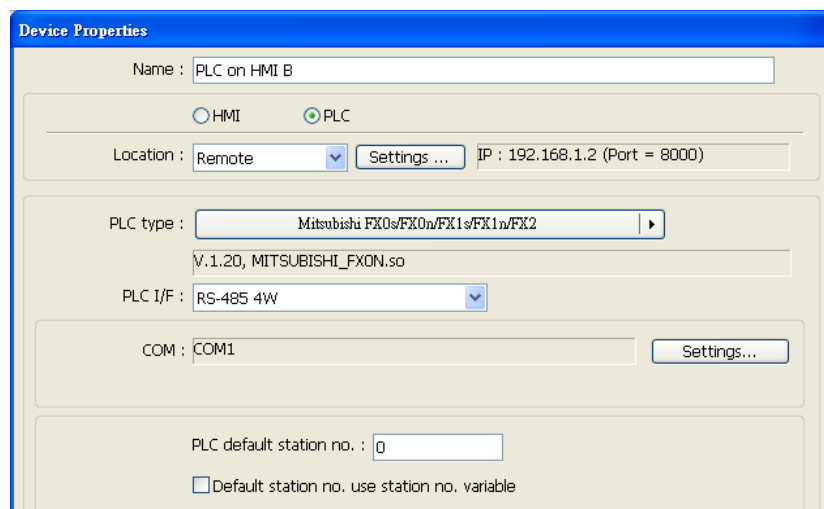 Device Properties
Name : PLC on HMI B
HMI PLC
Location : Remote Settings ... IP : 192.168.1.2 (Port = 8000)
PLC type : Mitsubishi FX0s/FX0n/FX1s/FX1n/FX2
V.1.20, MITSUBISHI_FX0N.so
PLC I/F : RS-485 4W
COM : COM1 Settings...
PLC default station no. : 0
Default station no. use station no. variable